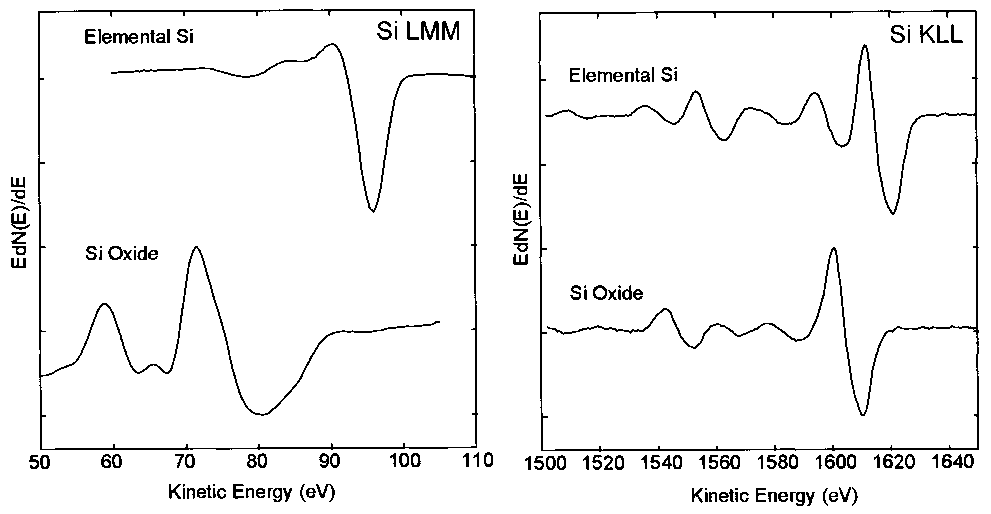 Si LMM
Elemental Si
Si Oxide
EdN(E)/dE
50 60 70 80 90 100 110
Kinetic Energy (eV)
Si KLL
Elemental Si
Si Oxide
EdN(E)/dE
1500 1520 1540 1560 1580 1600 1620 1640
Kinetic Energy (eV)